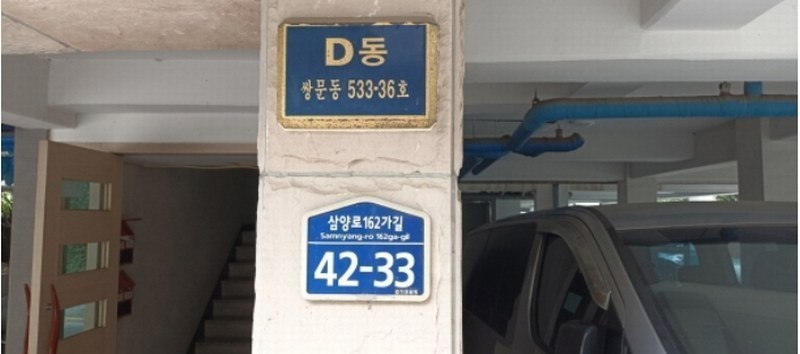 D동
쌍문동 533-36호
삼양로162가길
Samnyang-ro 162ga-gil
42-33